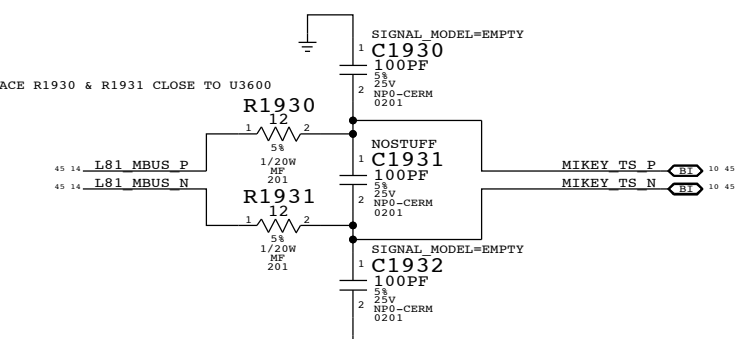 SIGNAL_MODEL=EMPTY
1 C1930
100PF
5%
25V
2 NP0-CERM
0201
ACE R1930 & R1931 CLOSE TO U3600
R1930
12
1 2
5%
1/20W
MF
201
NOSTUFF
1 C1931
100PF
5%
25V
2 NP0-CERM
0201
45 14 L81_MBUS_P
45 14 L81_MBUS_N
MIKEY_TS_P BI 10 45
MIKEY_TS_N BI 10 45
R1931
12
1 2
5%
1/20W
MF
201
SIGNAL_MODEL=EMPTY
1 C1932
100PF
5%
25V
2 NP0-CERM
0201